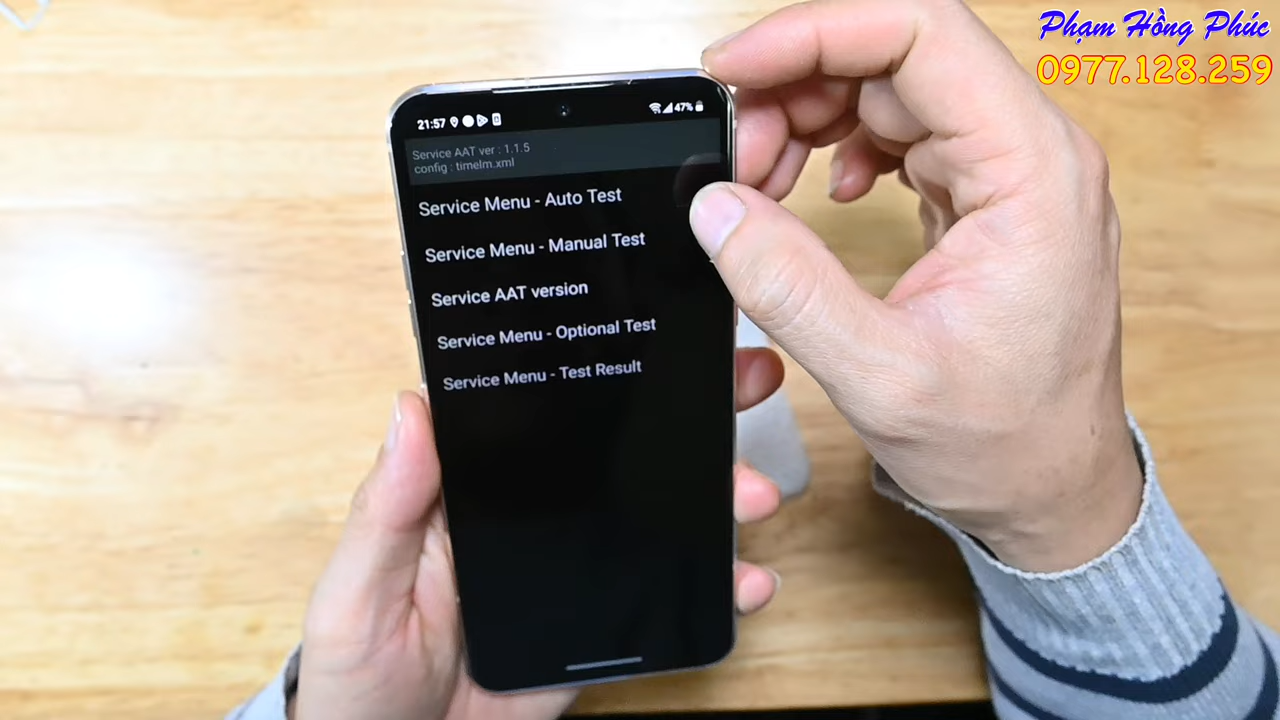 Phạm Hồng Phúc
0977.128.259
21:57
47%
Service AAT ver : 1.1.5
config : timelm.xml
Service Menu - Auto Test
Service Menu - Manual Test
Service AAT version
Service Menu - Optional Test
Service Menu - Test Result